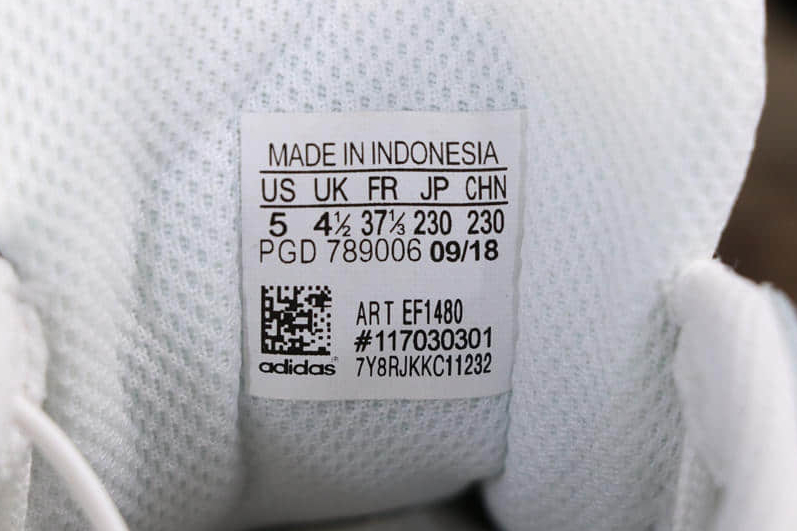 MADE IN INDONESIA
US UK FR JP CHN
5 4½ 37⅓ 230 230
PGD 789006 09/18
ART EF1480
#117030301
adidas 7Y8RJKKC11232